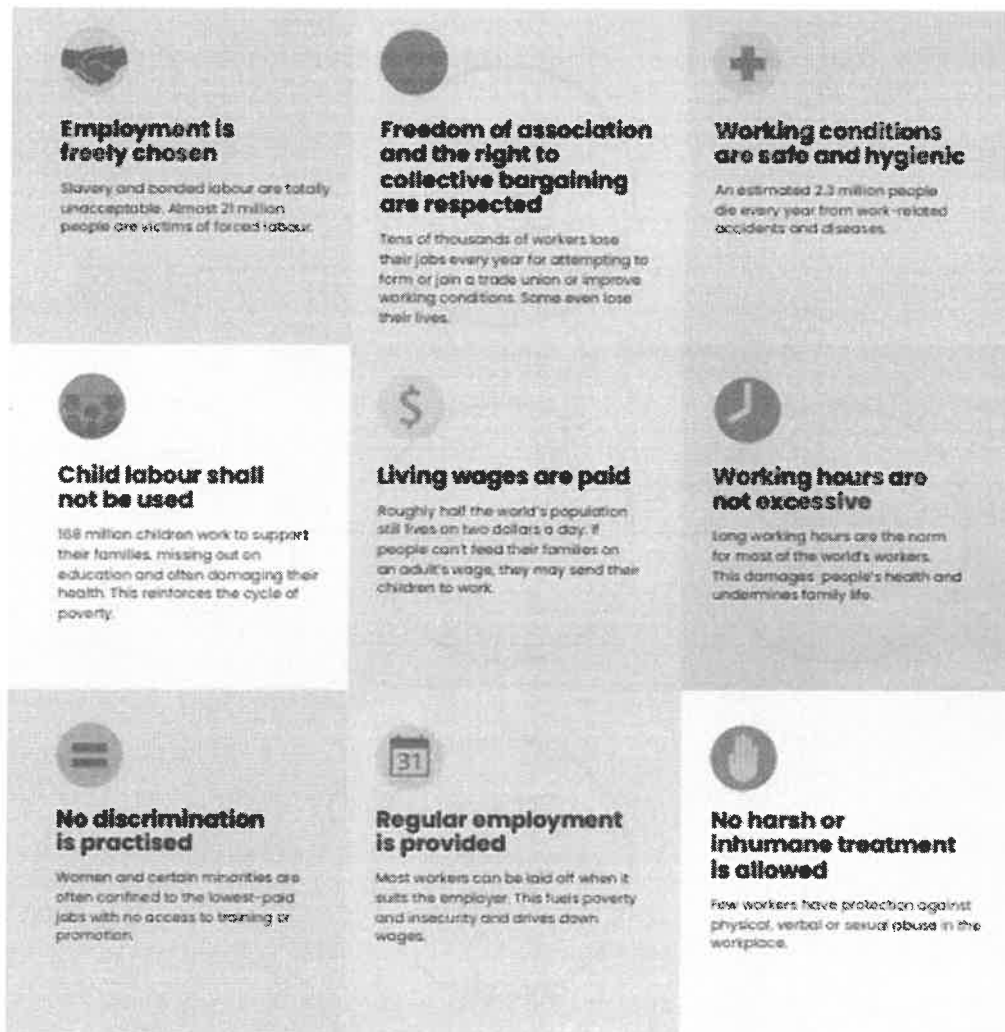 Employment is
freely chosen
Slavery and bonded labour are totally
unacceptable. Almost 21 million
people are victims of forced labour.
Freedom of association
and the right to
collective bargaining
are respected
Tens of thousands of workers lose
their jobs every year for attempting to
form or join a trade union or improve
working conditions. Some even lose
their lives.
Working conditions
are safe and hygienic
An estimated 2.3 million people
die every year from work-related
accidents and diseases.
Child labour shall
not be used
168 million children work to support
their families, missing out on
education and often damaging their
health. This reinforces the cycle of
poverty.
$
Living wages are paid
Roughly half the world's population
still lives on two dollars a day. If
people can't feed their families on
an adult's wage, they may send their
children to work.
Working hours are
not excessive
Long working hours are the norm
for most of the world's workers.
This damages people's health and
undermines family life.
No discrimination
is practised
Women and certain minorities are
often confined to the lowest-paid
jobs with no access to training or
promotion.
31
Regular employment
is provided
Most workers can be laid off when it
suits the employer. This fuels poverty
and insecurity and drives down
wages.
No harsh or
inhumane treatment
is allowed
Few workers have protection against
physical, verbal or sexual abuse in the
workplace.